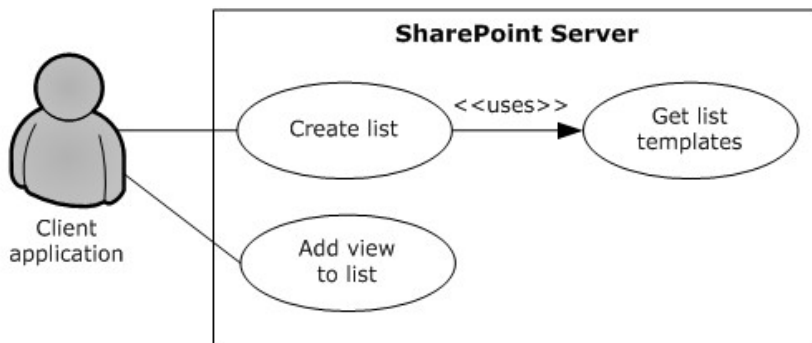 SharePoint Server
Create list
<<uses>>
Get list
templates
Client
application
Add view
to list